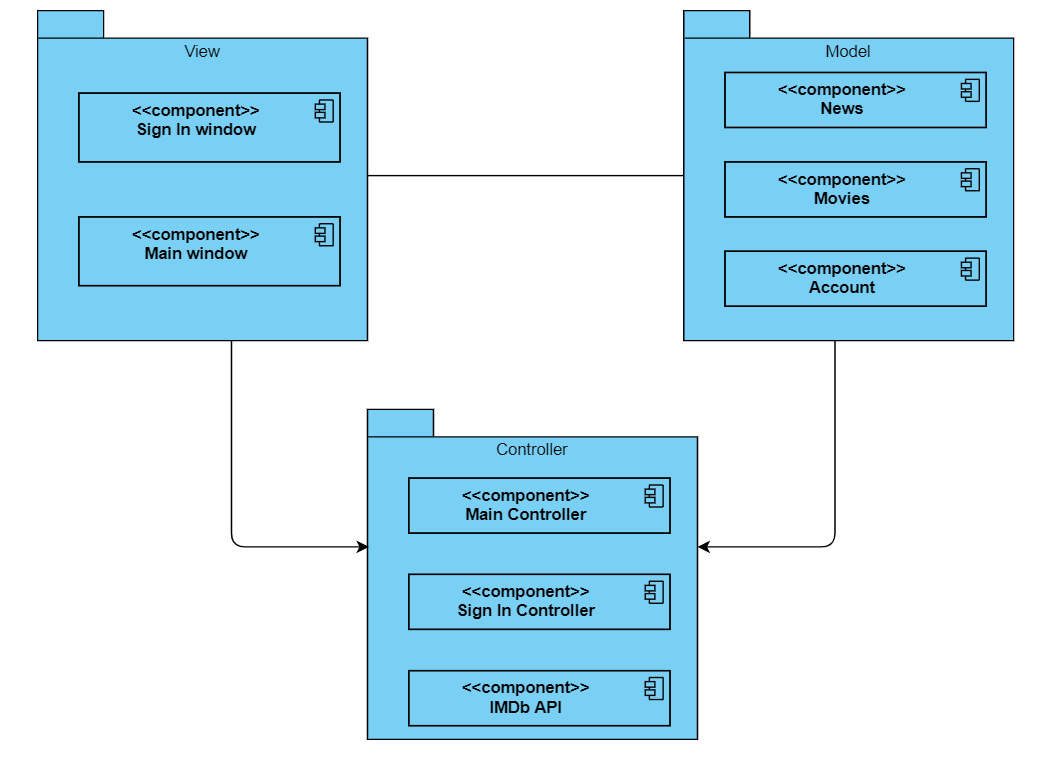 View
<<component>>
Sign In window
<<component>>
Main window
Model
<<component>>
News
<<component>>
Movies
<<component>>
Account
Controller
<<component>>
Main Controller
<<component>>
Sign In Controller
<<component>>
IMDb API